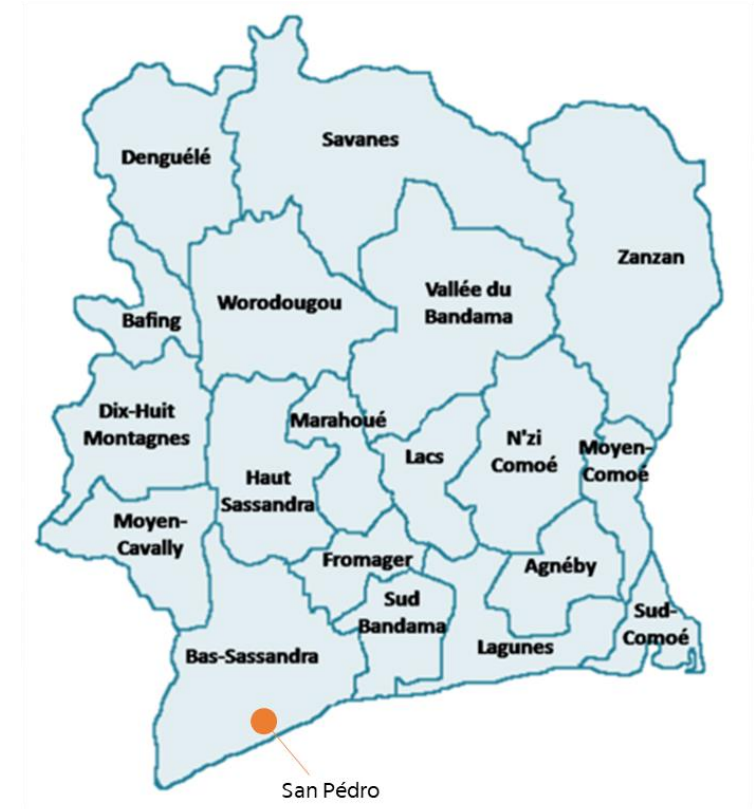 Denguélé
Savanes
Zanzan
Bafing
Worodougou
Vallée du
Bandama
Dix-Huit
Montagnes
Marahoué
Haut
Sassandra
Lacs
N'zi
Comoé
Moyen-
Comoé
Moyen-
Cavally
Fromager
Agnéby
Sud
Bandama
Sud-
Comoé
Bas-Sassandra
Lagunes
San Pédro